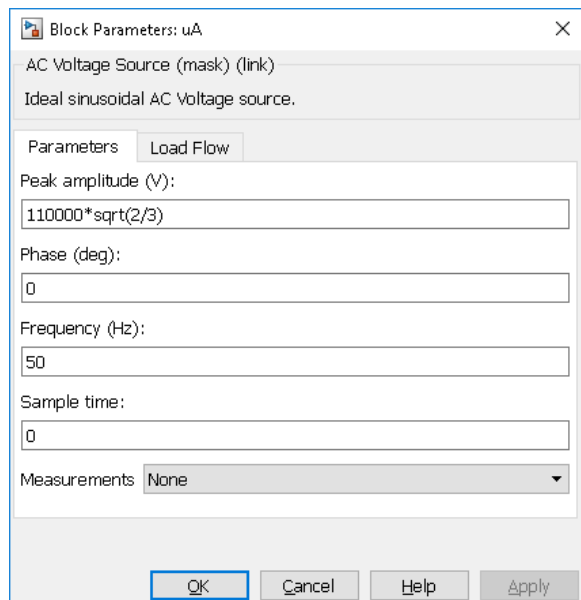 Block Parameters: uA
AC Voltage Source (mask) (link)
Ideal sinusoidal AC Voltage source.
Parameters Load Flow
Peak amplitude (V):
110000*sqrt(2/3)
Phase (deg):
0
Frequency (Hz):
50
Sample time:
0
Measurements None
OK Cancel Help Apply